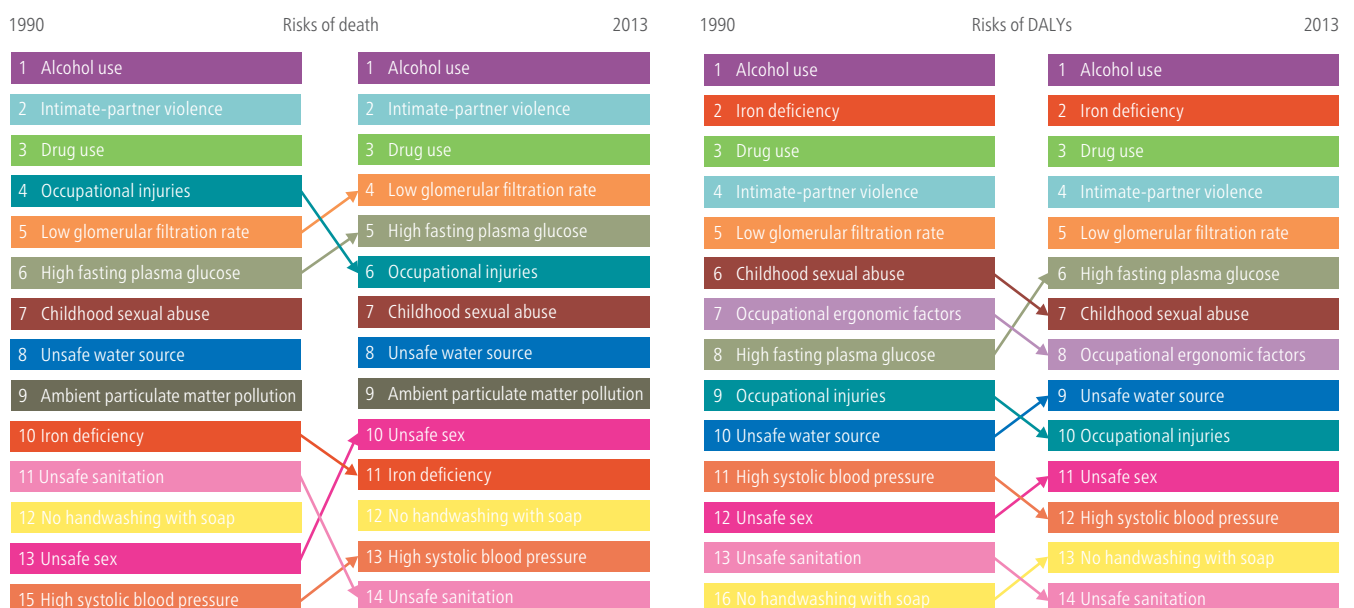 1990 Risks of death 2013
1 Alcohol use
2 Intimate-partner violence
3 Drug use
4 Occupational injuries
5 Low glomerular filtration rate
6 High fasting plasma glucose
7 Childhood sexual abuse
8 Unsafe water source
9 Ambient particulate matter pollution
10 Iron deficiency
11 Unsafe sanitation
12 No handwashing with soap
13 Unsafe sex
15 High systolic blood pressure
1 Alcohol use
2 Intimate-partner violence
3 Drug use
4 Low glomerular filtration rate
5 High fasting plasma glucose
6 Occupational injuries
7 Childhood sexual abuse
8 Unsafe water source
9 Ambient particulate matter pollution
10 Unsafe sex
11 Iron deficiency
12 No handwashing with soap
13 High systolic blood pressure
14 Unsafe sanitation
1990 Risks of DALYs 2013
1 Alcohol use
2 Iron deficiency
3 Drug use
4 Intimate-partner violence
5 Low glomerular filtration rate
6 Childhood sexual abuse
7 Occupational ergonomic factors
8 High fasting plasma glucose
9 Occupational injuries
10 Unsafe water source
11 High systolic blood pressure
12 Unsafe sex
13 Unsafe sanitation
16 No handwashing with soap
1 Alcohol use
2 Iron deficiency
3 Drug use
4 Intimate-partner violence
5 Low glomerular filtration rate
6 High fasting plasma glucose
7 Childhood sexual abuse
8 Occupational ergonomic factors
9 Unsafe water source
10 Occupational injuries
11 Unsafe sex
12 High systolic blood pressure
13 No handwashing with soap
14 Unsafe sanitation